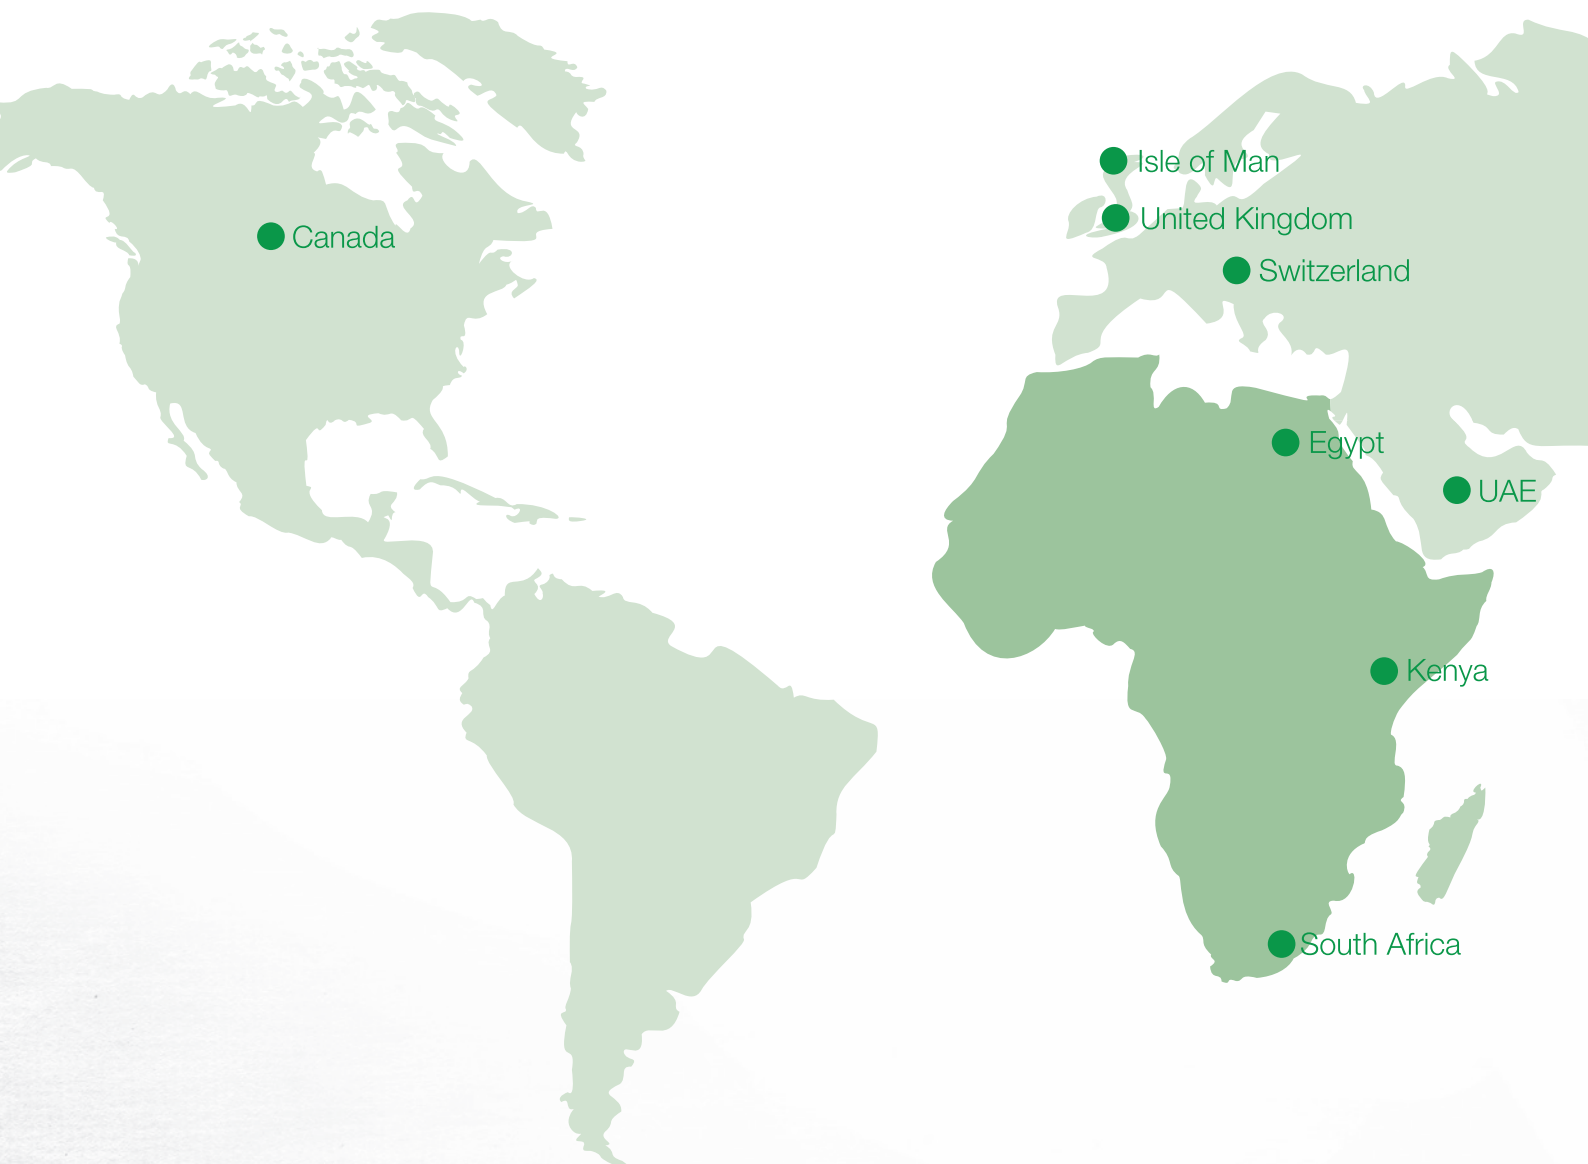 Isle of Man
United Kingdom
Canada
Switzerland
Egypt
UAE
Kenya
South Africa